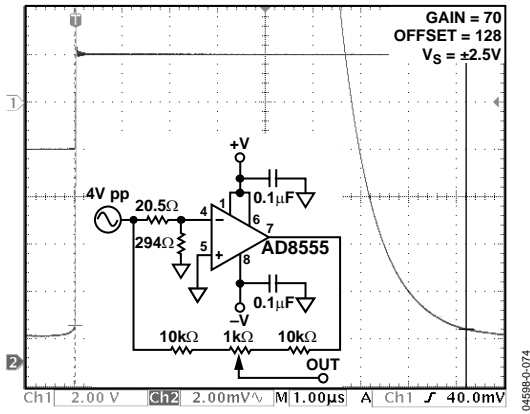 T
GAIN = 70
OFFSET = 128
VS = ±2.5V
1
+V
4V pp
20.5Ω
0.1μF
1
6
4
7
294Ω
5
AD8555
8
0.1μF
–V
10kΩ
1kΩ
10kΩ
OUT
2
Ch1 2.00 V Ch2 2.00mV∿ M 1.00μs A Ch1 ƒ 40.0mV
04598-0-074